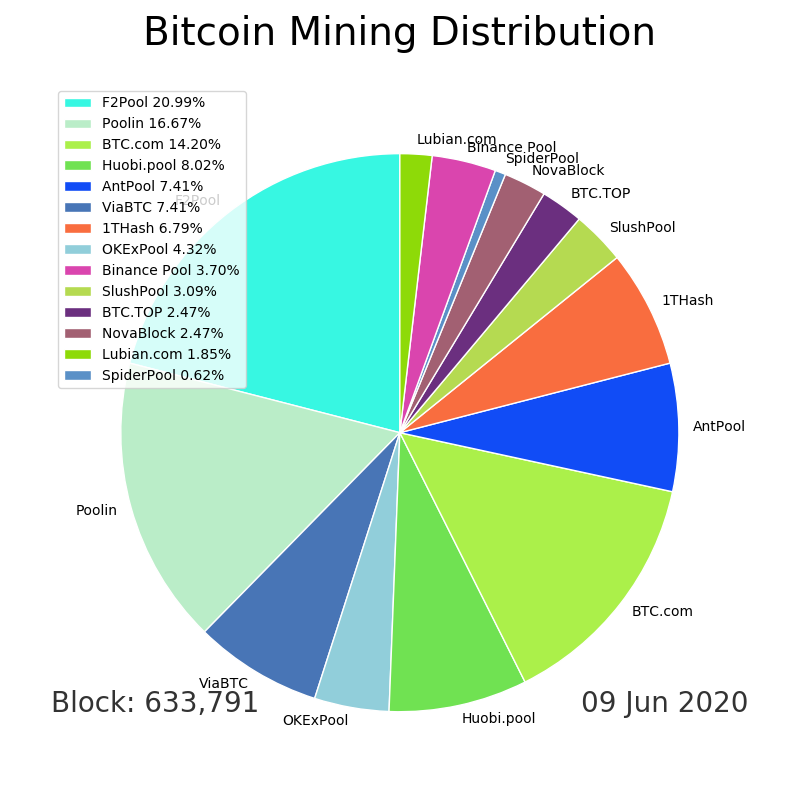 Bitcoin Mining Distribution
F2Pool 20.99%
Poolin 16.67%
BTC.com 14.20%
Huobi.pool 8.02%
AntPool 7.41%
ViaBTC 7.41%
1THash 6.79%
OKExPool 4.32%
Binance Pool 3.70%
SlushPool 3.09%
BTC.TOP 2.47%
NovaBlock 2.47%
Lubian.com 1.85%
SpiderPool 0.62%
Lubian.com
Binance Pool
SpiderPool
NovaBlock
BTC.TOP
SlushPool
1THash
AntPool
BTC.com
Huobi.pool
OKExPool
ViaBTC
Poolin
F2Pool
Block: 633,791
09 Jun 2020